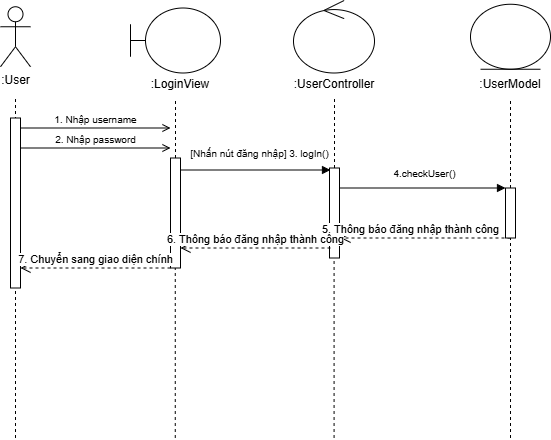 :User
:LoginView
:UserController
:UserModel
1. Nhập username
2. Nhập password
[Nhấn nút đăng nhập] 3. logIn()
4.checkUser()
5. Thông báo đăng nhập thành công
6. Thông báo đăng nhập thành công
7. Chuyển sang giao diện chính